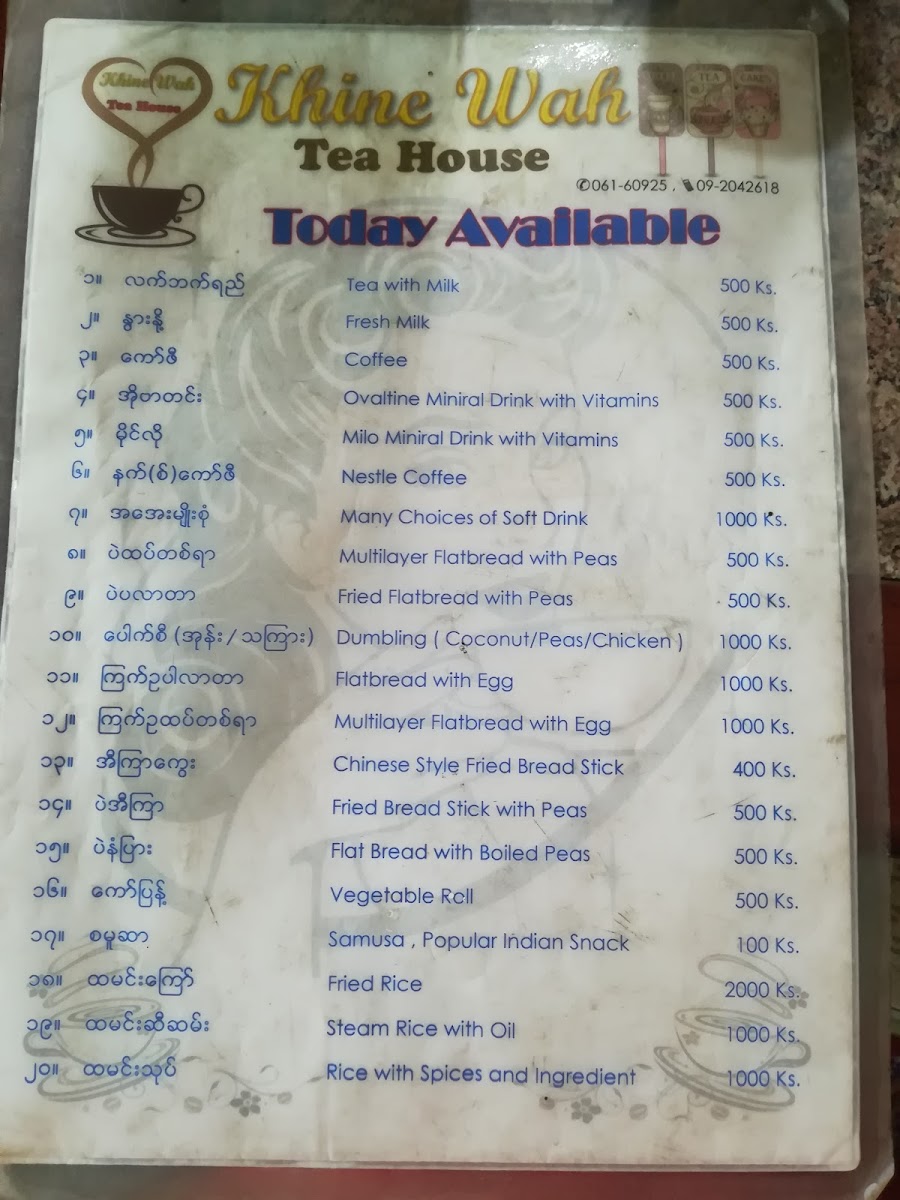 Khine Wah
Tea House
Khine Wah
Tea House
TEA
CAKES
✆061-60925 , 09-2042618
Today Available
၁။ လက်ဘက်ရည် Tea with Milk 500 Ks.
၂။ နွားနို့ Fresh Milk 500 Ks.
၃။ ကော်ဖီ Coffee 500 Ks.
၄။ အိုဗာတင်း Ovaltine Miniral Drink with Vitamins 500 Ks.
၅။ မိုင်လို Milo Miniral Drink with Vitamins 500 Ks.
၆။ နက်(စ်)ကော်ဖီ Nestle Coffee 500 Ks.
၇။ အအေးမျိုးစုံ Many Choices of Soft Drink 1000 Ks.
၈။ ပဲထပ်တစ်ရာ Multilayer Flatbread with Peas 500 Ks.
၉။ ပဲပလာတာ Fried Flatbread with Peas 500 Ks.
၁၀။ ပေါက်စီ (အုန်း / သကြား) Dumbling ( Coconut/Peas/Chicken ) 1000 Ks.
၁၁။ ကြက်ဥပါလာတာ Flatbread with Egg 1000 Ks.
၁၂။ ကြက်ဥထပ်တစ်ရာ Multilayer Flatbread with Egg 1000 Ks.
၁၃။ အီကြာကွေး Chinese Style Fried Bread Stick 400 Ks.
၁၄။ ပဲအီကြာ Fried Bread Stick with Peas 500 Ks.
၁၅။ ပဲနံပြား Flat Bread with Boiled Peas 500 Ks.
၁၆။ ကော်ပြန့် Vegetable Roll 500 Ks.
၁၇။ စမူဆာ Samusa , Popular Indian Snack 100 Ks.
၁၈။ ထမင်းကြော် Fried Rice 2000 Ks.
၁၉။ ထမင်းဆီဆမ်း Steam Rice with Oil 1000 Ks.
၂၀။ ထမင်းသုပ် Rice with Spices and Ingredient 1000 Ks.